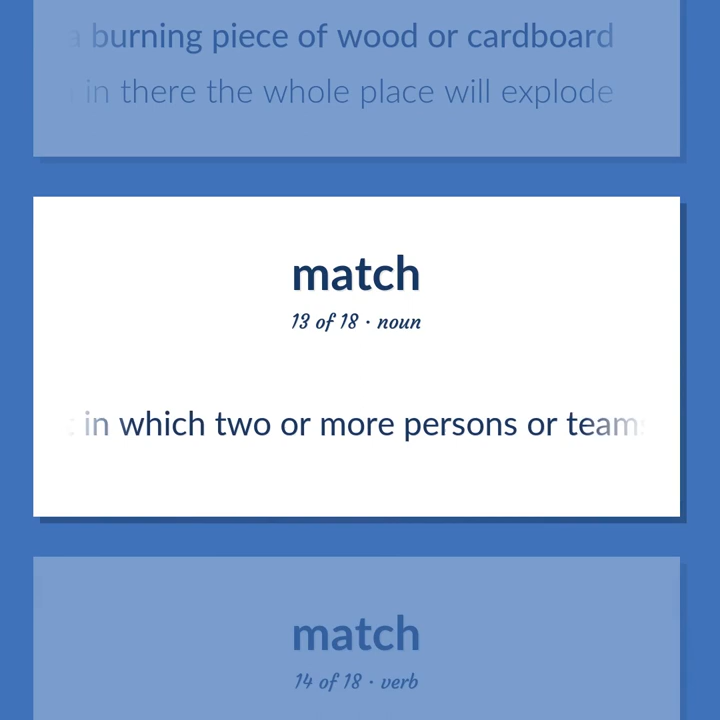 a burning piece of wood or cardboard
in there the whole place will explode
match
13 of 18 · noun
in which two or more persons or teams
match
14 of 18 · verb